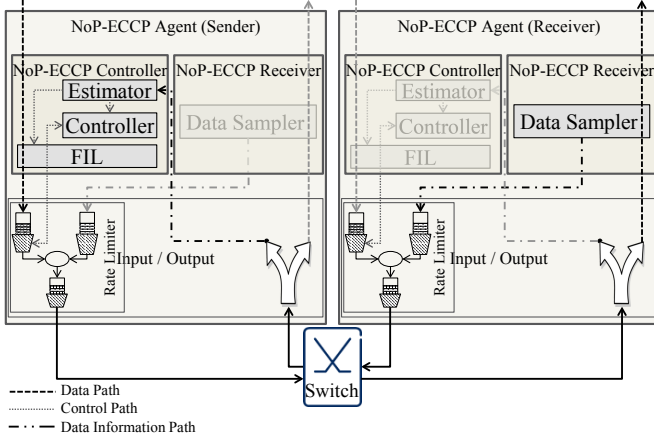 NoP-ECCP Agent (Sender)
NoP-ECCP Agent (Receiver)
NoP-ECCP Controller
NoP-ECCP Receiver
NoP-ECCP Controller
NoP-ECCP Receiver
Estimator
Controller
FIL
Data Sampler
Estimator
Controller
FIL
Data Sampler
Rate Limiter
Input / Output
Rate Limiter
Input / Output
Switch
Data Path
Control Path
Data Information Path